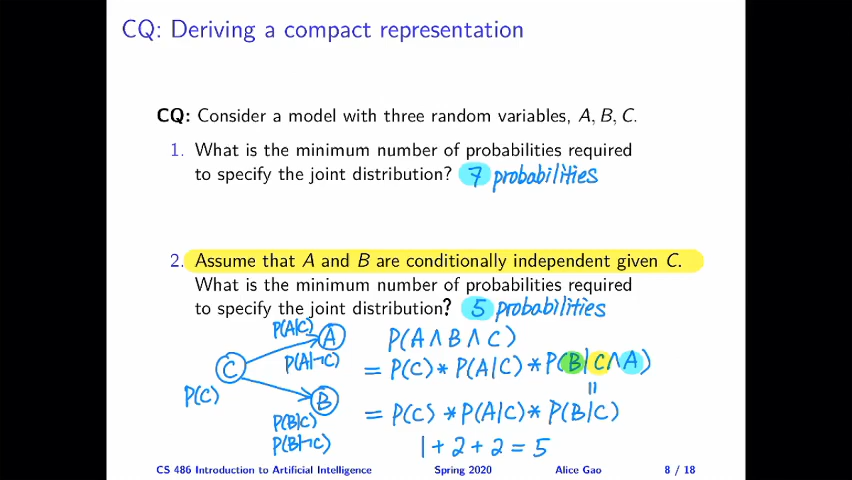 CQ: Deriving a compact representation
CQ: Consider a model with three random variables, A, B, C.
1. What is the minimum number of probabilities required
to specify the joint distribution? 7 probabilities
2. Assume that A and B are conditionally independent given C.
What is the minimum number of probabilities required
to specify the joint distribution? 5 probabilities
P(A|C) A P(A∧B∧C)
C P(A|¬C) = P(C)*P(A|C)*P(B|C∧A)
P(C) B =
= P(C)*P(A|C)*P(B|C)
P(B|C)
P(B|¬C) 1+2+2=5
CS 486 Introduction to Artificial Intelligence Spring 2020 Alice Gao 8 / 18